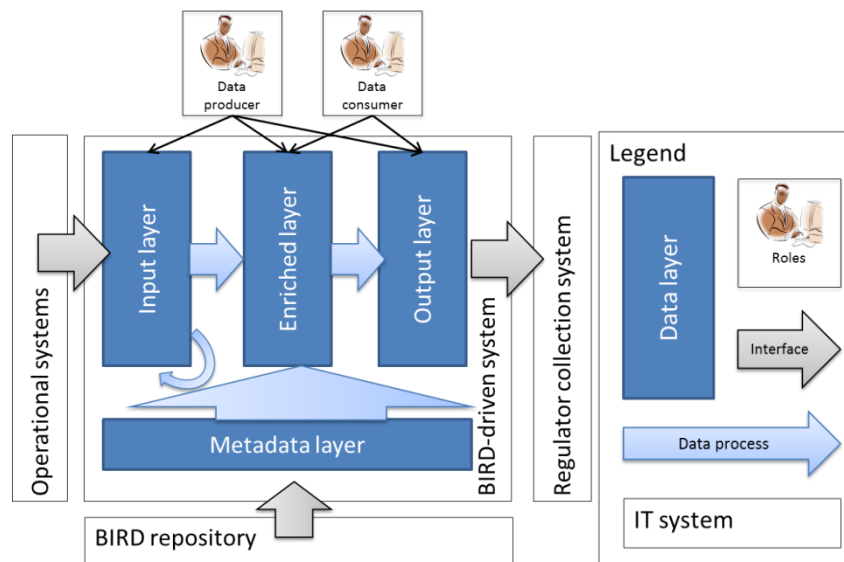 Data
producer
Data
consumer
Operational systems
Input layer
Enriched layer
Output layer
Metadata layer
BIRD-driven system
Regulator collection system
BIRD repository
Legend
Data layer
Roles
Interface
Data process
IT system